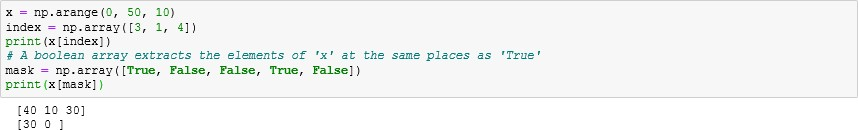 x = np.arange(0, 50, 10)
index = np.array([3, 1, 4])
print(x[index])
# A boolean array extracts the elements of 'x' at the same places as 'True'
mask = np.array([True, False, False, True, False])
print(x[mask])
[40 10 30]
[30 0 ]